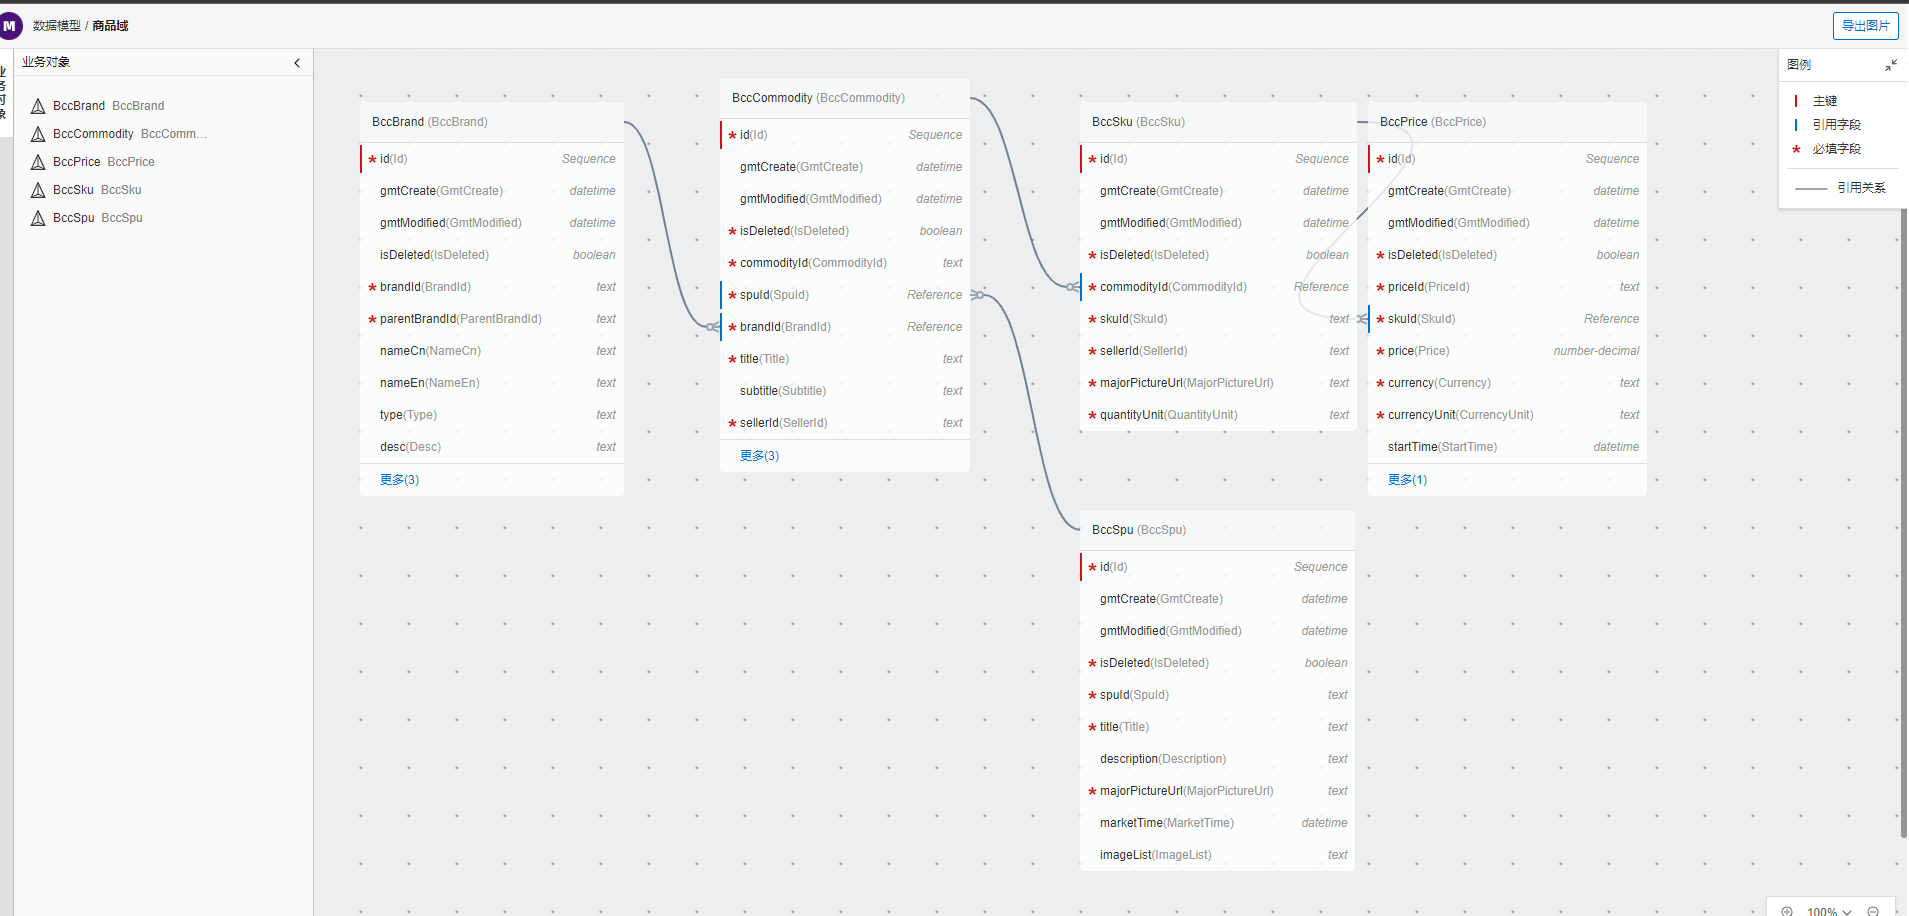 M 数据模型 / 商品域
导出图片
业务对象
业务对象
BccBrand BccBrand
BccCommodity BccComm...
BccPrice BccPrice
BccSku BccSku
BccSpu BccSpu
BccBrand (BccBrand)
* id(Id) Sequence
gmtCreate(GmtCreate) datetime
gmtModified(GmtModified) datetime
isDeleted(IsDeleted) boolean
* brandId(BrandId) text
* parentBrandId(ParentBrandId) text
nameCn(NameCn) text
nameEn(NameEn) text
type(Type) text
desc(Desc) text
更多(3)
BccCommodity (BccCommodity)
* id(Id) Sequence
gmtCreate(GmtCreate) datetime
gmtModified(GmtModified) datetime
* isDeleted(IsDeleted) boolean
* commodityId(CommodityId) text
* spuId(SpuId) Reference
* brandId(BrandId) Reference
* title(Title) text
subtitle(Subtitle) text
* sellerId(SellerId) text
更多(3)
BccSku (BccSku)
* id(Id) Sequence
gmtCreate(GmtCreate) datetime
gmtModified(GmtModified) datetime
* isDeleted(IsDeleted) boolean
* commodityId(CommodityId) Reference
* skuId(SkuId) text
* sellerId(SellerId) text
* majorPictureUrl(MajorPictureUrl) text
* quantityUnit(QuantityUnit) text
BccPrice (BccPrice)
* id(Id) Sequence
gmtCreate(GmtCreate) datetime
gmtModified(GmtModified) datetime
* isDeleted(IsDeleted) boolean
* priceId(PriceId) text
* skuId(SkuId) Reference
* price(Price) number-decimal
* currency(Currency) text
* currencyUnit(CurrencyUnit) text
startTime(StartTime) datetime
更多(1)
BccSpu (BccSpu)
* id(Id) Sequence
gmtCreate(GmtCreate) datetime
gmtModified(GmtModified) datetime
* isDeleted(IsDeleted) boolean
* spuId(SpuId) text
* title(Title) text
description(Description) text
* majorPictureUrl(MajorPictureUrl) text
marketTime(MarketTime) datetime
imageList(ImageList) text
图例
主键
引用字段
* 必填字段
引用关系
100%